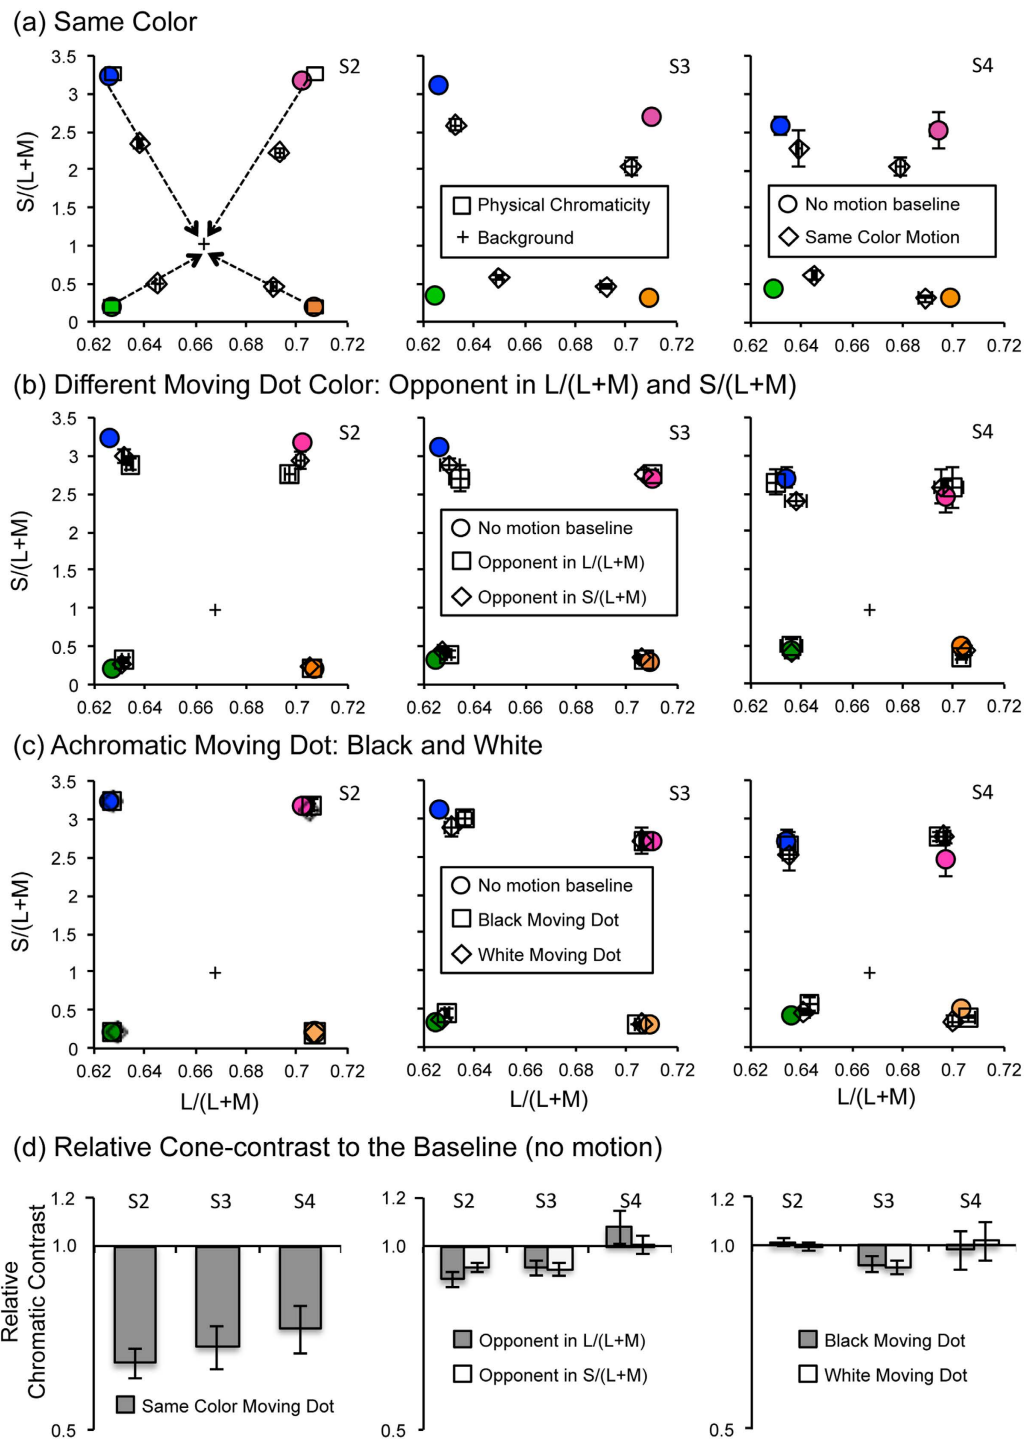 (a) Same Color
S2
S3
S4
3.5
3
2.5
2
1.5
1
0.5
0
S/(L+M)
Physical Chromaticity
Background
No motion baseline
Same Color Motion
0.62 0.64 0.66 0.68 0.7 0.72
0.62 0.64 0.66 0.68 0.7 0.72
0.62 0.64 0.66 0.68 0.7 0.72
(b) Different Moving Dot Color: Opponent in L/(L+M) and S/(L+M)
S2
S3
S4
3.5
3
2.5
2
1.5
1
0.5
0
S/(L+M)
No motion baseline
Opponent in L/(L+M)
Opponent in S/(L+M)
0.62 0.64 0.66 0.68 0.7 0.72
0.62 0.64 0.66 0.68 0.7 0.72
0.62 0.64 0.66 0.68 0.7 0.72
(c) Achromatic Moving Dot: Black and White
S2
S3
S4
3.5
3
2.5
2
1.5
1
0.5
0
S/(L+M)
No motion baseline
Black Moving Dot
White Moving Dot
0.62 0.64 0.66 0.68 0.7 0.72
0.62 0.64 0.66 0.68 0.7 0.72
0.62 0.64 0.66 0.68 0.7 0.72
L/(L+M)
L/(L+M)
L/(L+M)
(d) Relative Cone-contrast to the Baseline (no motion)
Relative
Chromatic Contrast
1.2
1.0
0.5
S2 S3 S4
Same Color Moving Dot
1.2
1.0
0.5
S2 S3 S4
Opponent in L/(L+M)
Opponent in S/(L+M)
1.2
1.0
0.5
S2 S3 S4
Black Moving Dot
White Moving Dot